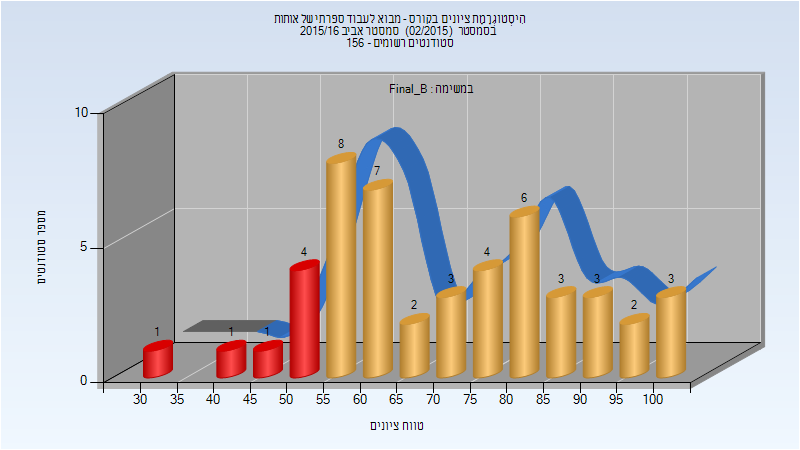 היסטוגרמת ציונים בקורס - מבוא לעבוד ספרתי של אותות
בסמסטר (02/2015) סמסטר אביב 2015/16
סטודנטים רשומים - 156
במשימה : Final_B
10
5
0
מספר סטודנטים
1
1
1
4
8
7
2
3
4
6
3
3
2
3
30 35 40 45 50 55 60 65 70 75 80 85 90 95 100
טווח ציונים